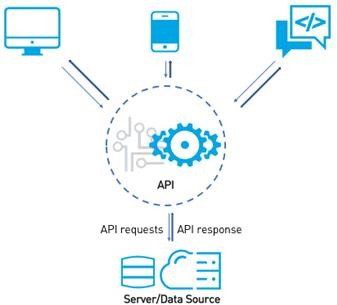 </>
API
API requests API response
Server/Data Source